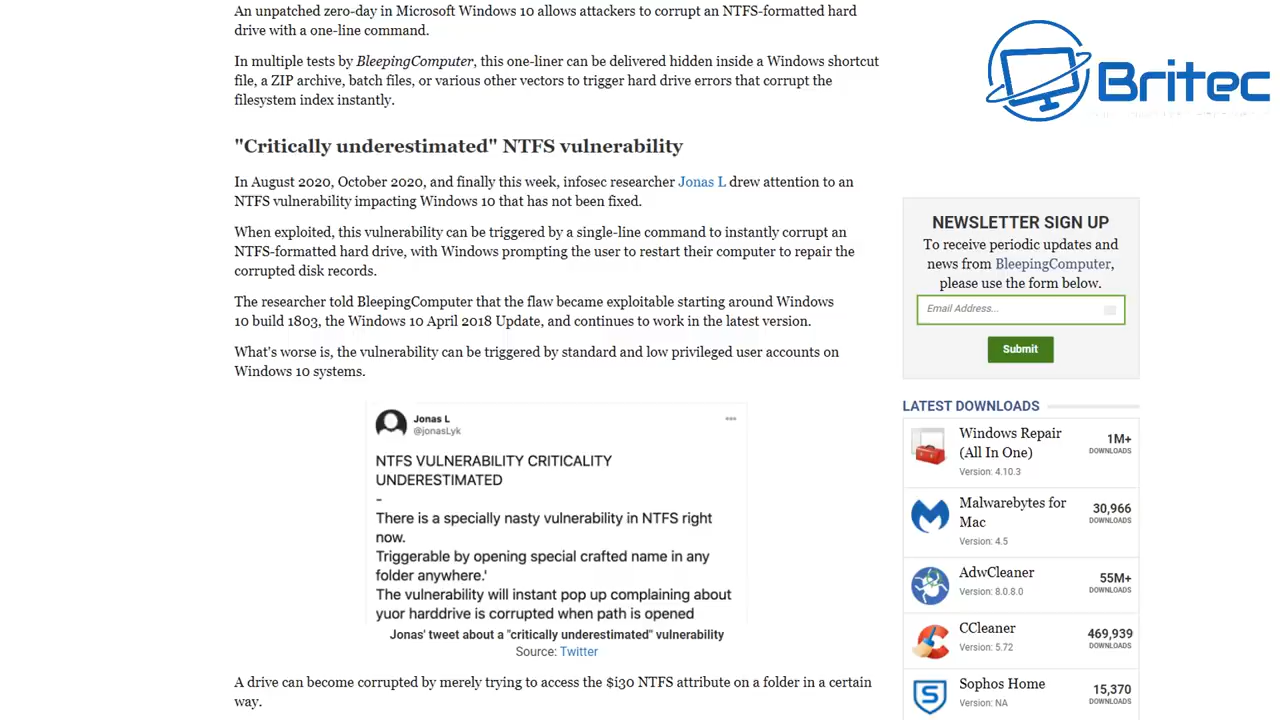 An unpatched zero-day in Microsoft Windows 10 allows attackers to corrupt an NTFS-formatted hard
drive with a one-line command.
In multiple tests by BleepingComputer, this one-liner can be delivered hidden inside a Windows shortcut
file, a ZIP archive, batch files, or various other vectors to trigger hard drive errors that corrupt the
filesystem index instantly.
"Critically underestimated" NTFS vulnerability
In August 2020, October 2020, and finally this week, infosec researcher Jonas L drew attention to an
NTFS vulnerability impacting Windows 10 that has not been fixed.
When exploited, this vulnerability can be triggered by a single-line command to instantly corrupt an
NTFS-formatted hard drive, with Windows prompting the user to restart their computer to repair the
corrupted disk records.
The researcher told BleepingComputer that the flaw became exploitable starting around Windows
10 build 1803, the Windows 10 April 2018 Update, and continues to work in the latest version.
What's worse is, the vulnerability can be triggered by standard and low privileged user accounts on
Windows 10 systems.
Jonas L
@jonasLyk
NTFS VULNERABILITY CRITICALITY
UNDERESTIMATED
-
There is a specially nasty vulnerability in NTFS right
now.
Triggerable by opening special crafted name in any
folder anywhere.'
The vulnerability will instant pop up complaining about
yuor harddrive is corrupted when path is opened
Jonas' tweet about a "critically underestimated" vulnerability
Source: Twitter
A drive can become corrupted by merely trying to access the $i30 NTFS attribute on a folder in a certain
way.
Britec
NEWSLETTER SIGN UP
To receive periodic updates and
news from BleepingComputer,
please use the form below.
Email Address...
Submit
LATEST DOWNLOADS
Windows Repair
(All In One)
Version: 4.10.3
1M+
DOWNLOADS
Malwarebytes for
Mac
Version: 4.5
30,966
DOWNLOADS
AdwCleaner
Version: 8.0.8.0
55M+
DOWNLOADS
CCleaner
Version: 5.72
469,939
DOWNLOADS
Sophos Home
Version: NA
15,370
DOWNLOADS